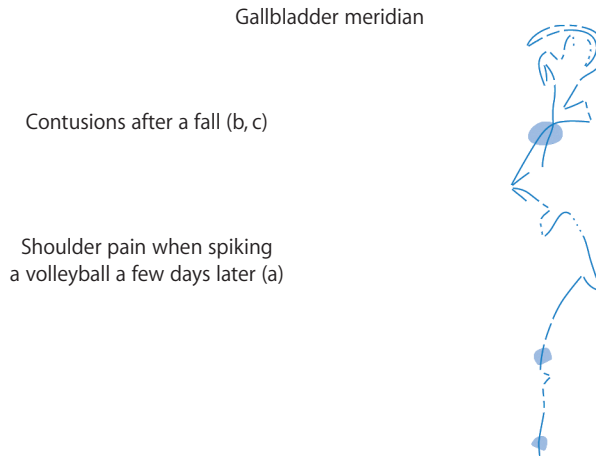 Gallbladder meridian
Contusions after a fall (b, c)
Shoulder pain when spiking
a volleyball a few days later (a)